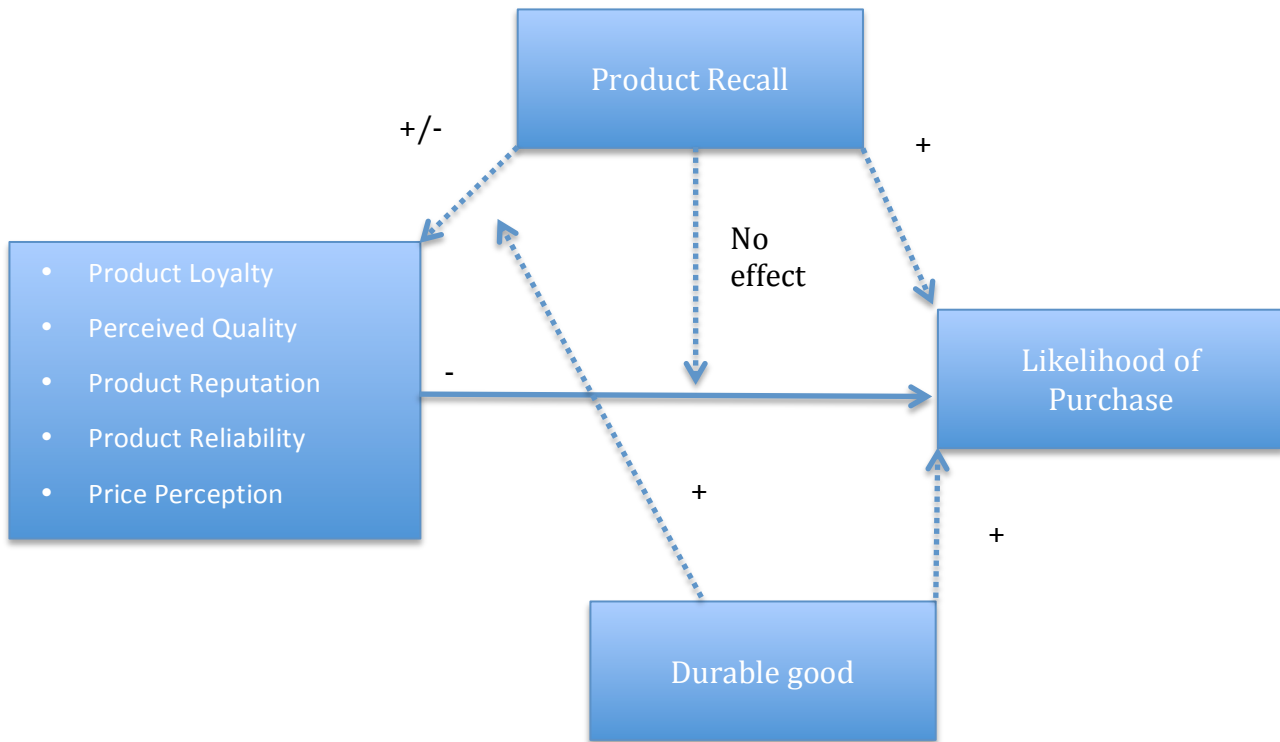 Product Recall
+/-
+
No
effect
• Product Loyalty
• Perceived Quality
• Product Reputation
• Product Reliability
• Price Perception
-
Likelihood of
Purchase
+
+
Durable good